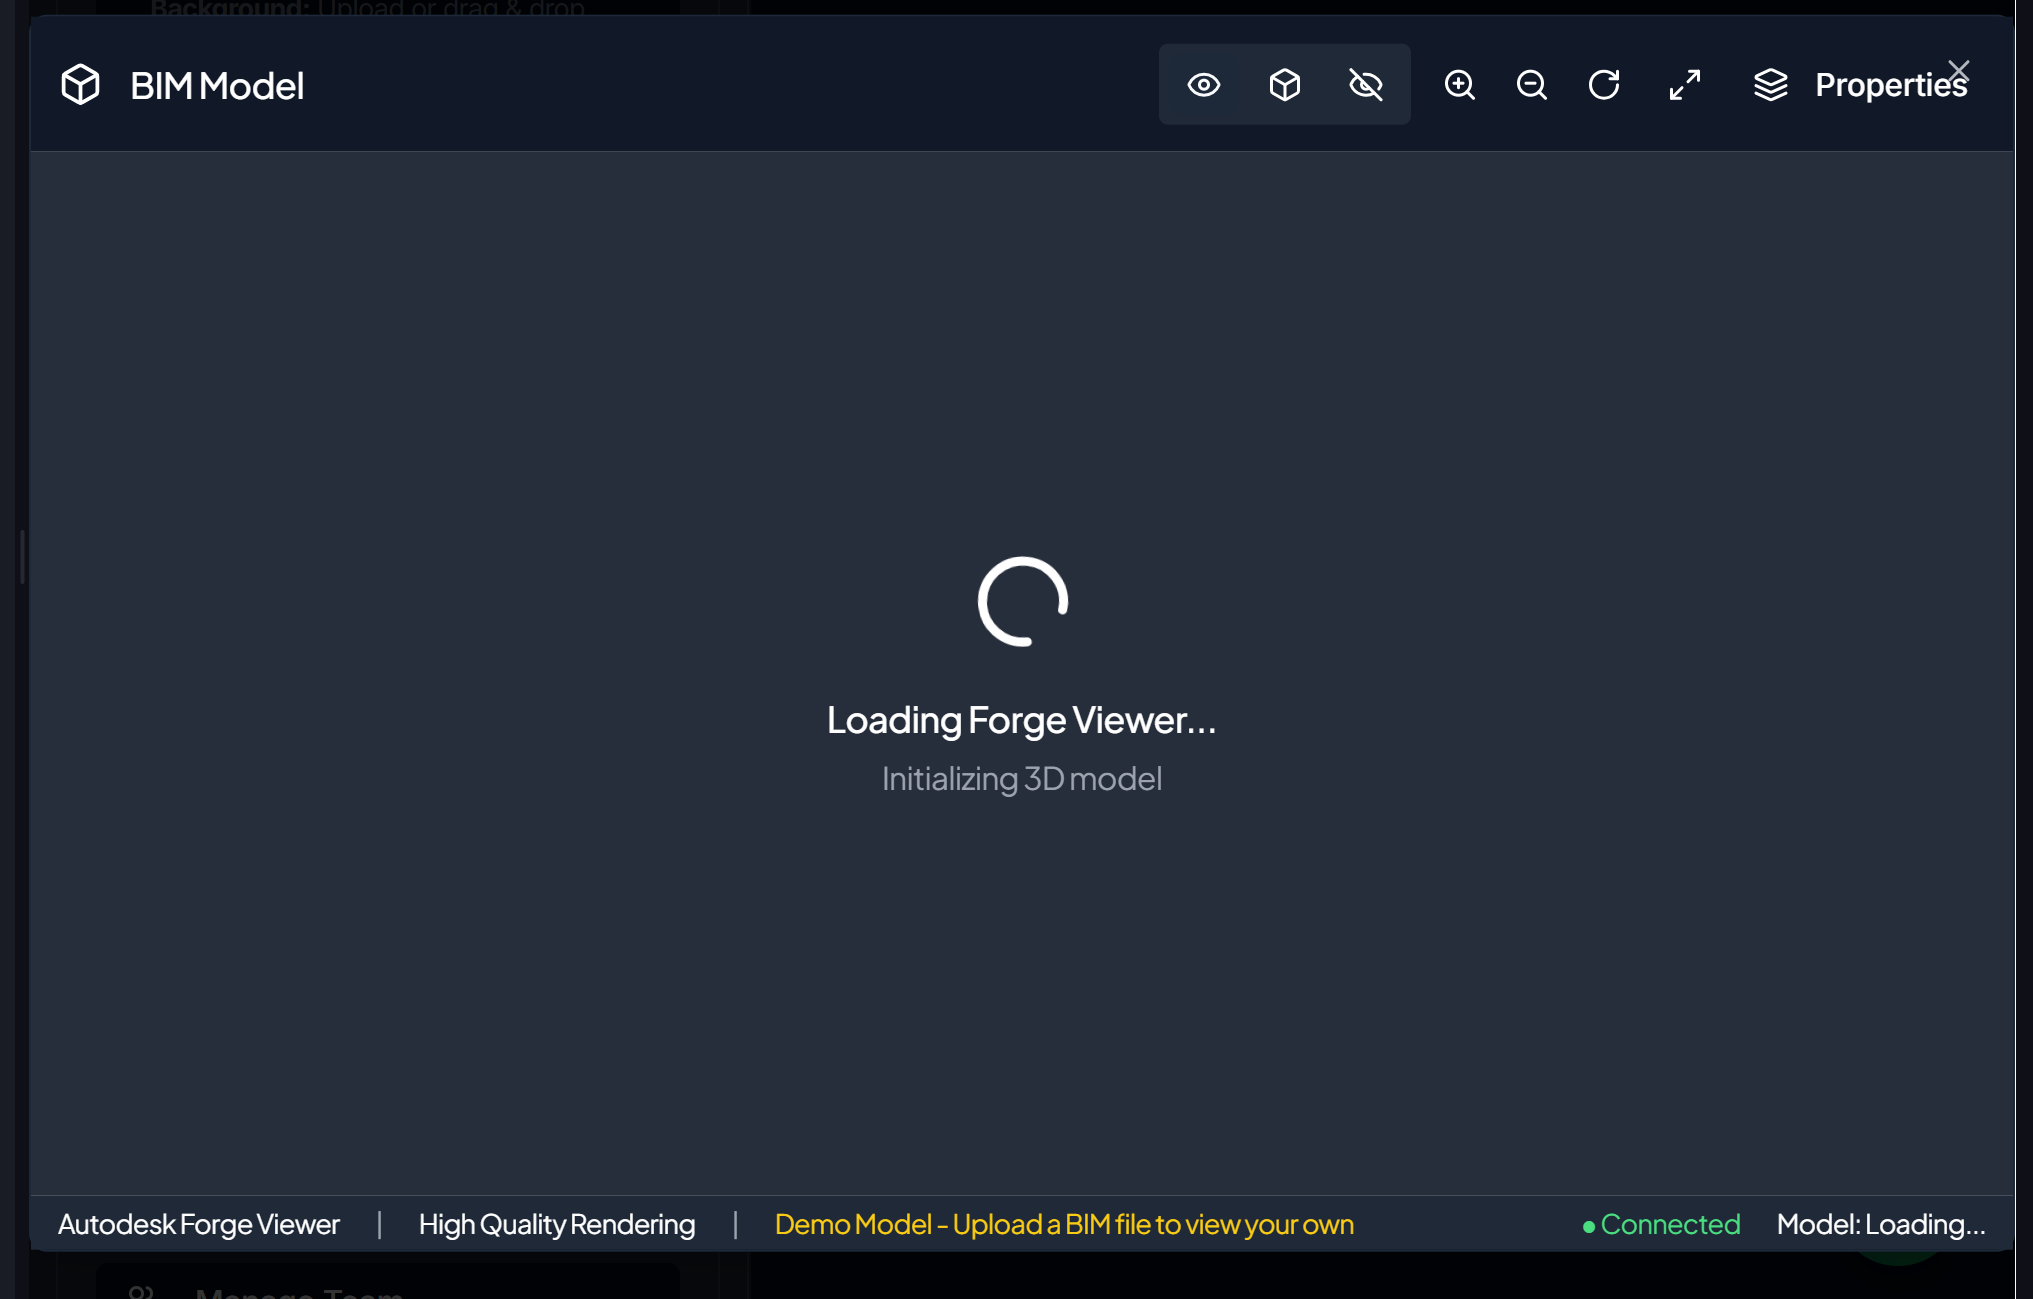 Background: Upload or drag & drop
BIM Model
Properties
Loading Forge Viewer...
Initializing 3D model
Autodesk Forge Viewer | High Quality Rendering | Demo Model - Upload a BIM file to view your own
Connected Model: Loading...
Manage Team